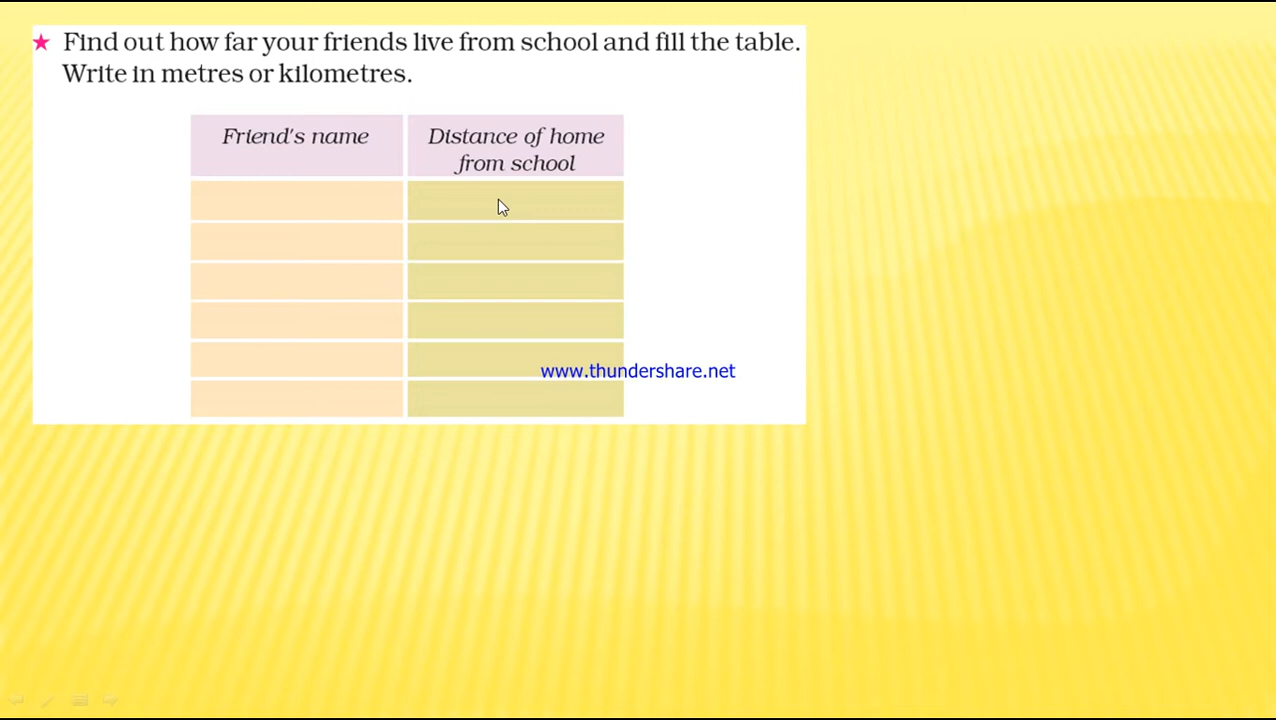 ★ Find out how far your friends live from school and fill the table.
Write in metres or kilometres.
Friend's name
Distance of home
from school
www.thundershare.net